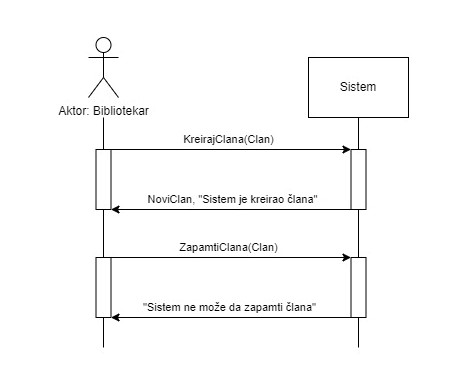 Sistem
Aktor: Bibliotekar
KreirajClana(Clan)
NoviClan, "Sistem je kreirao člana"
ZapamtiClana(Clan)
"Sistem ne može da zapamti člana"